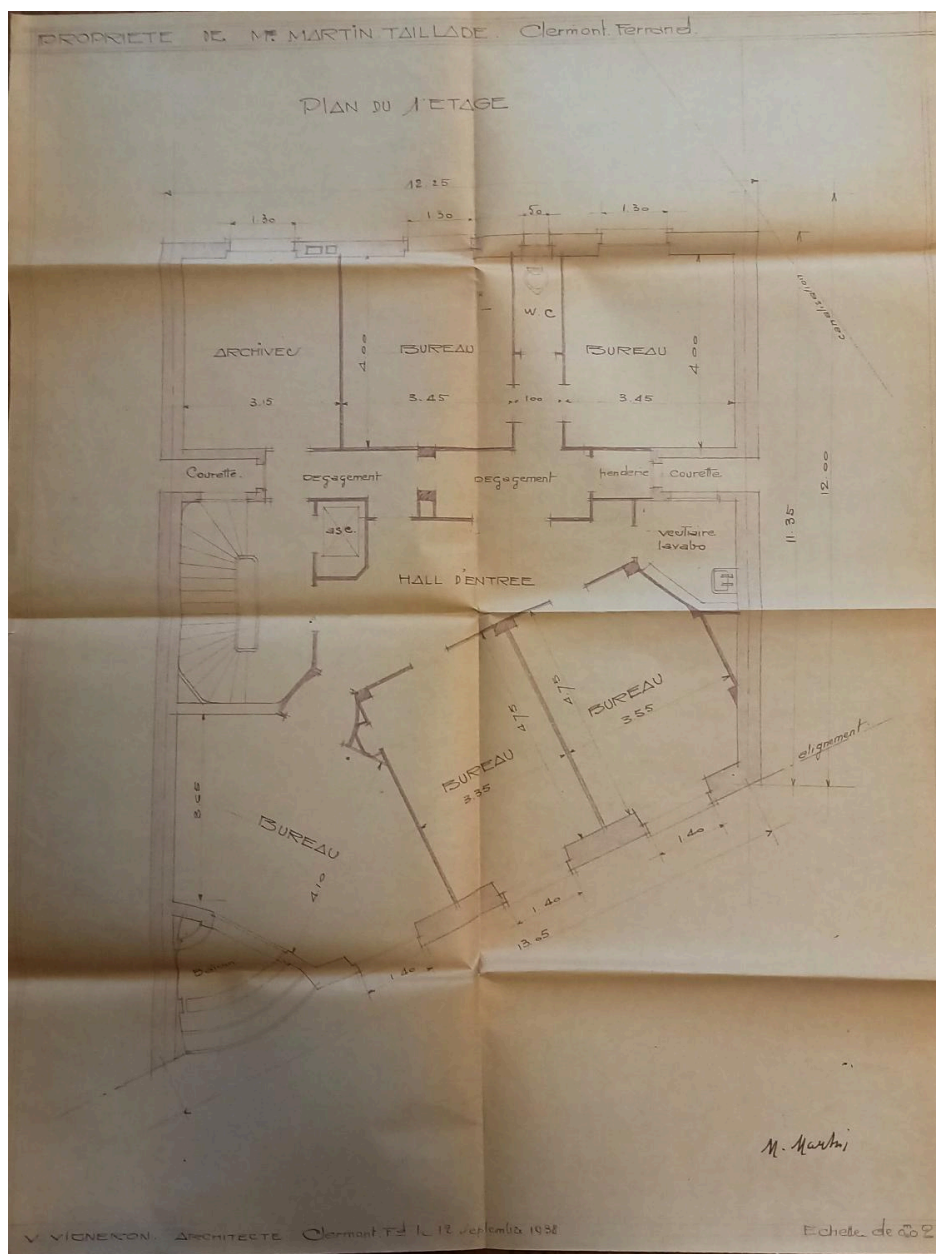 PROPRIETE DE Mr MARTIN TAILLADE. Clermont. Ferrand.
PLAN DU 1 ETAGE
12.25
1.30
1.30
50
1.30
canalisation
W. C
ARCHIVES
BUREAU
BUREAU
4.00
4.00
3.15
3.45
1.00
3.45
Courette.
DEgagement
DEgagement
Penderie
Courette.
12.00
11.35
asc.
vestiaire
lavabo
HALL D'ENTREE
BUREAU
3.55
4.75
4.75
BUREAU
3.35
alignement
BUREAU
4.10
1.40
1.40
13.05
1.40
Balcon
M. Martin
V. VIGNERON. ARCHITECTE Clermont Fd le 12 septembre 1938
Echelle de